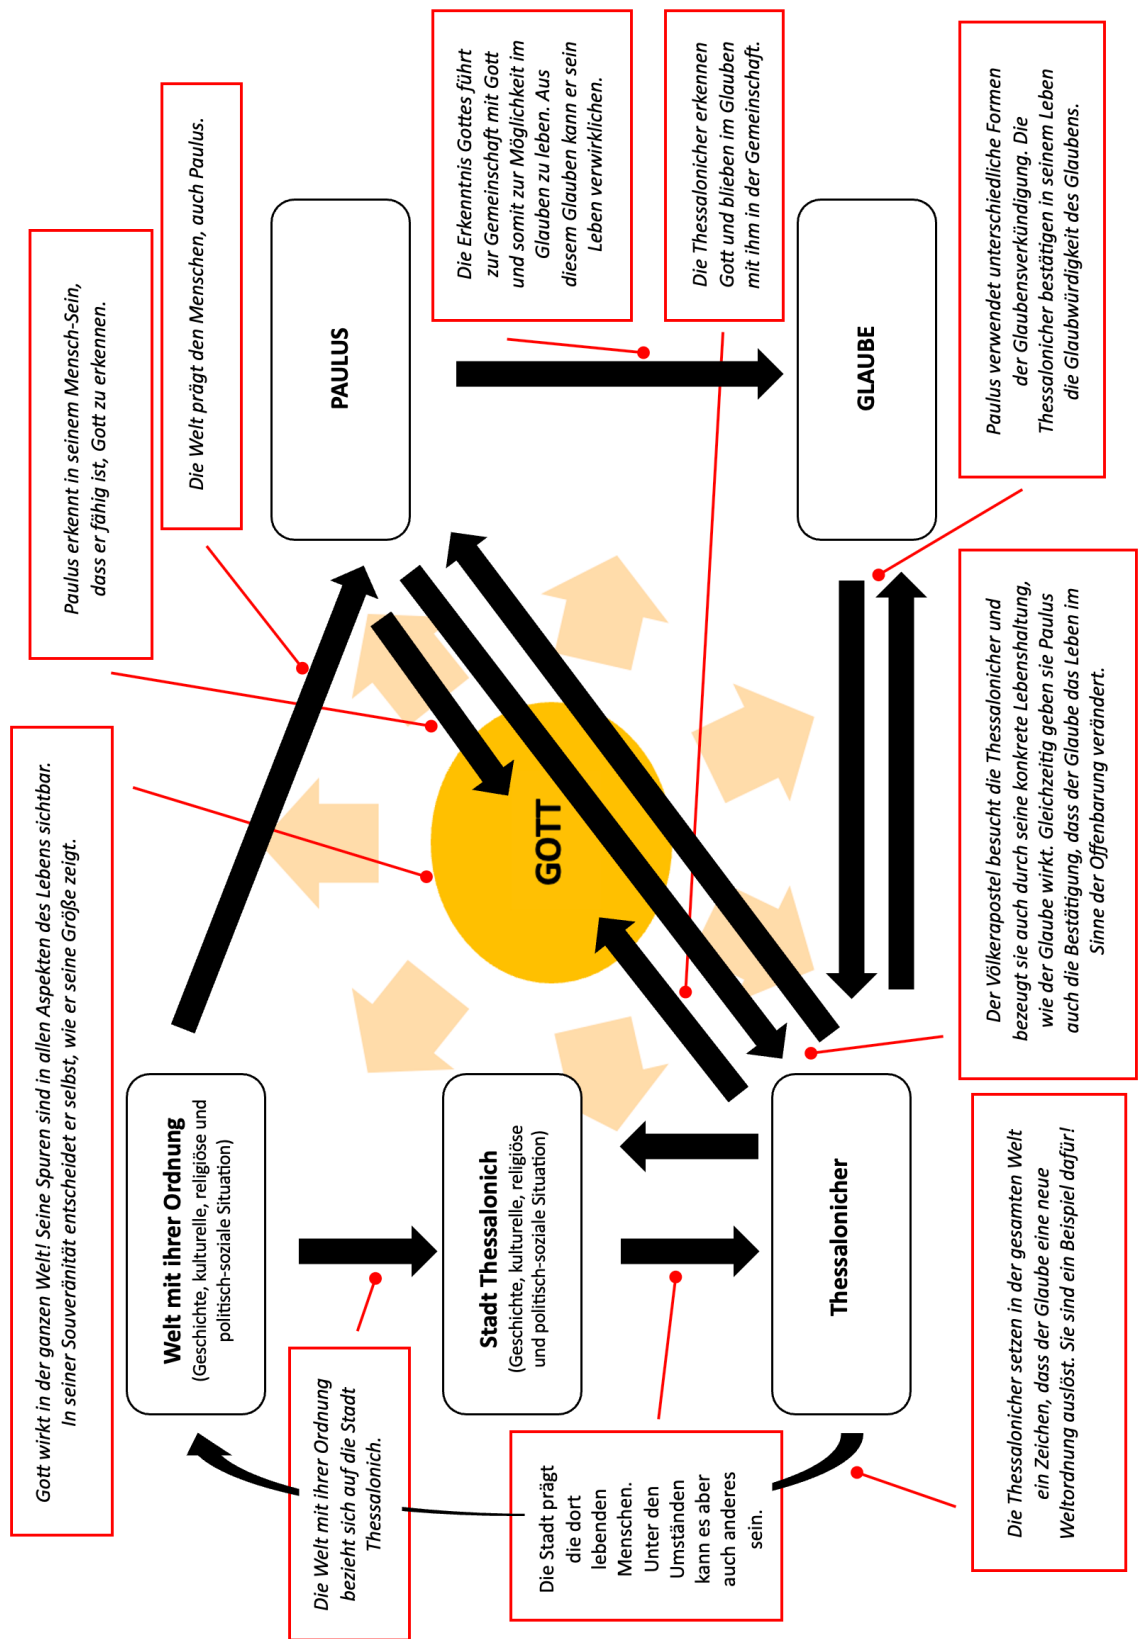 Gott wirkt in der ganzen Welt! Seine Spuren sind in allen Aspekten des Lebens sichtbar.
In seiner Souveränität entscheidet er selbst, wie er seine Größe zeigt.
Paulus erkennt in seinem Mensch-Sein,
dass er fähig ist, Gott zu erkennen.
Die Welt prägt den Menschen, auch Paulus.
Welt mit ihrer Ordnung
(Geschichte, kulturelle, religiöse und
politisch-soziale Situation)
PAULUS
Die Welt mit ihrer Ordnung
bezieht sich auf die Stadt
Thessalonich.
Stadt Thessalonich
(Geschichte, kulturelle, religiöse
und politisch-soziale Situation)
GOTT
Die Erkenntnis Gottes führt
zur Gemeinschaft mit Gott
und somit zur Möglichkeit im
Glauben zu leben. Aus
diesem Glauben kann er sein
Leben verwirklichen.
Die Stadt prägt
die dort
lebenden
Menschen.
Unter den
Umständen
kann es aber
auch anderes
sein.
Die Thessalonicher erkennen
Gott und blieben im Glauben
mit ihm in der Gemeinschaft.
Thessalonicher
GLAUBE
Die Thessalonicher setzen in der gesamten Welt
ein Zeichen, dass der Glaube eine neue
Weltordnung auslöst. Sie sind ein Beispiel dafür!
Der Völkerapostel besucht die Thessalonicher und
bezeugt sie auch durch seine konkrete Lebenshaltung,
wie der Glaube wirkt. Gleichzeitig geben sie Paulus
auch die Bestätigung, dass der Glaube das Leben im
Sinne der Offenbarung verändert.
Paulus verwendet unterschiedliche Formen
der Glaubensverkündigung. Die
Thessalonicher bestätigen in seinem Leben
die Glaubwürdigkeit des Glaubens.